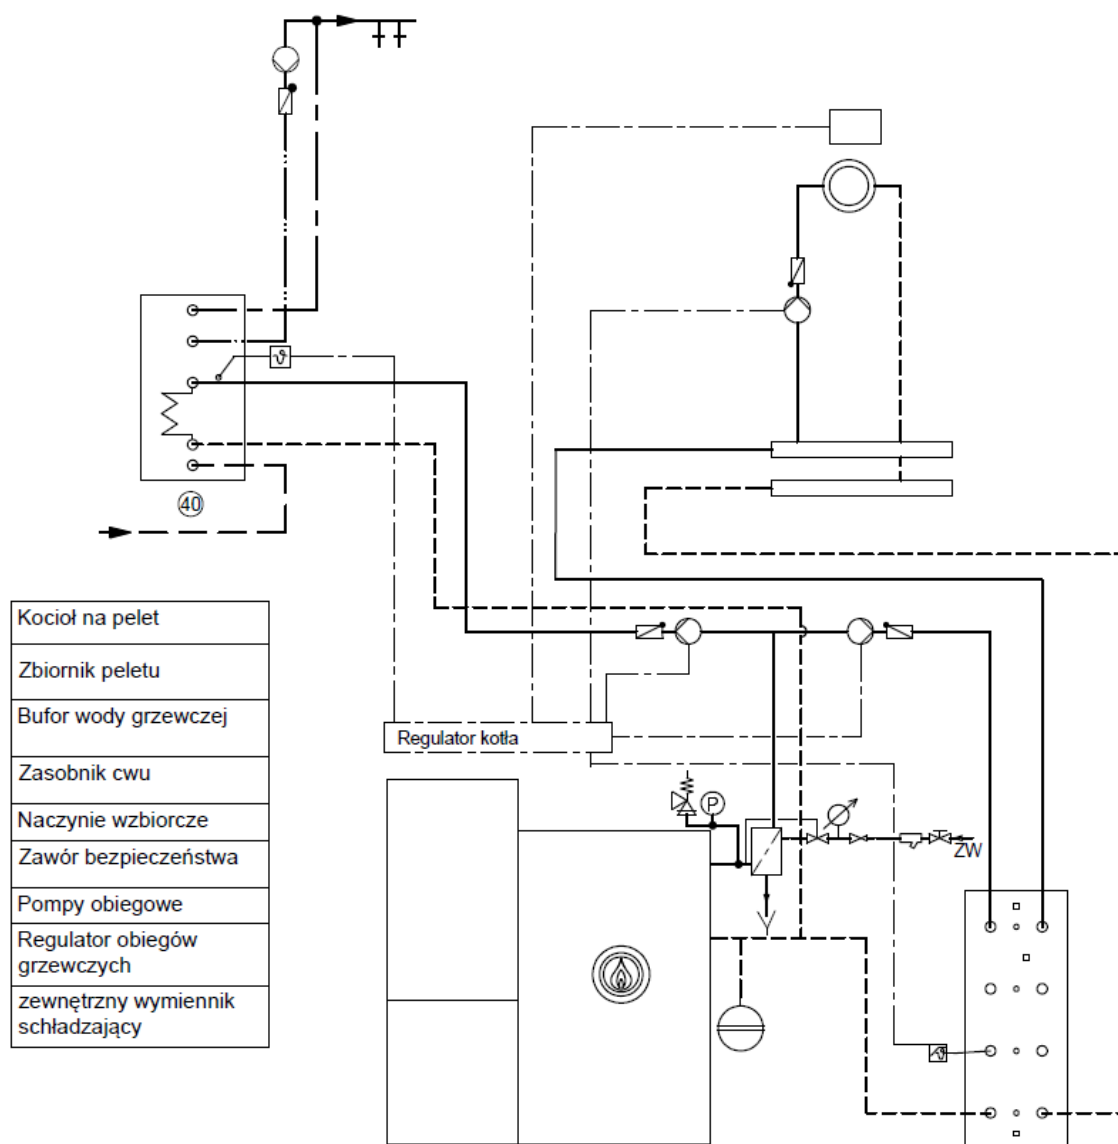 40
Kocioł na pelet
Zbiornik peletu
Bufor wody grzewczej
Zasobnik cwu
Naczynie wzbiorcze
Zawór bezpieczeństwa
Pompy obiegowe
Regulator obiegów
grzewczych
zewnętrzny wymiennik
schładzający
Regulator kotła
P
ZW